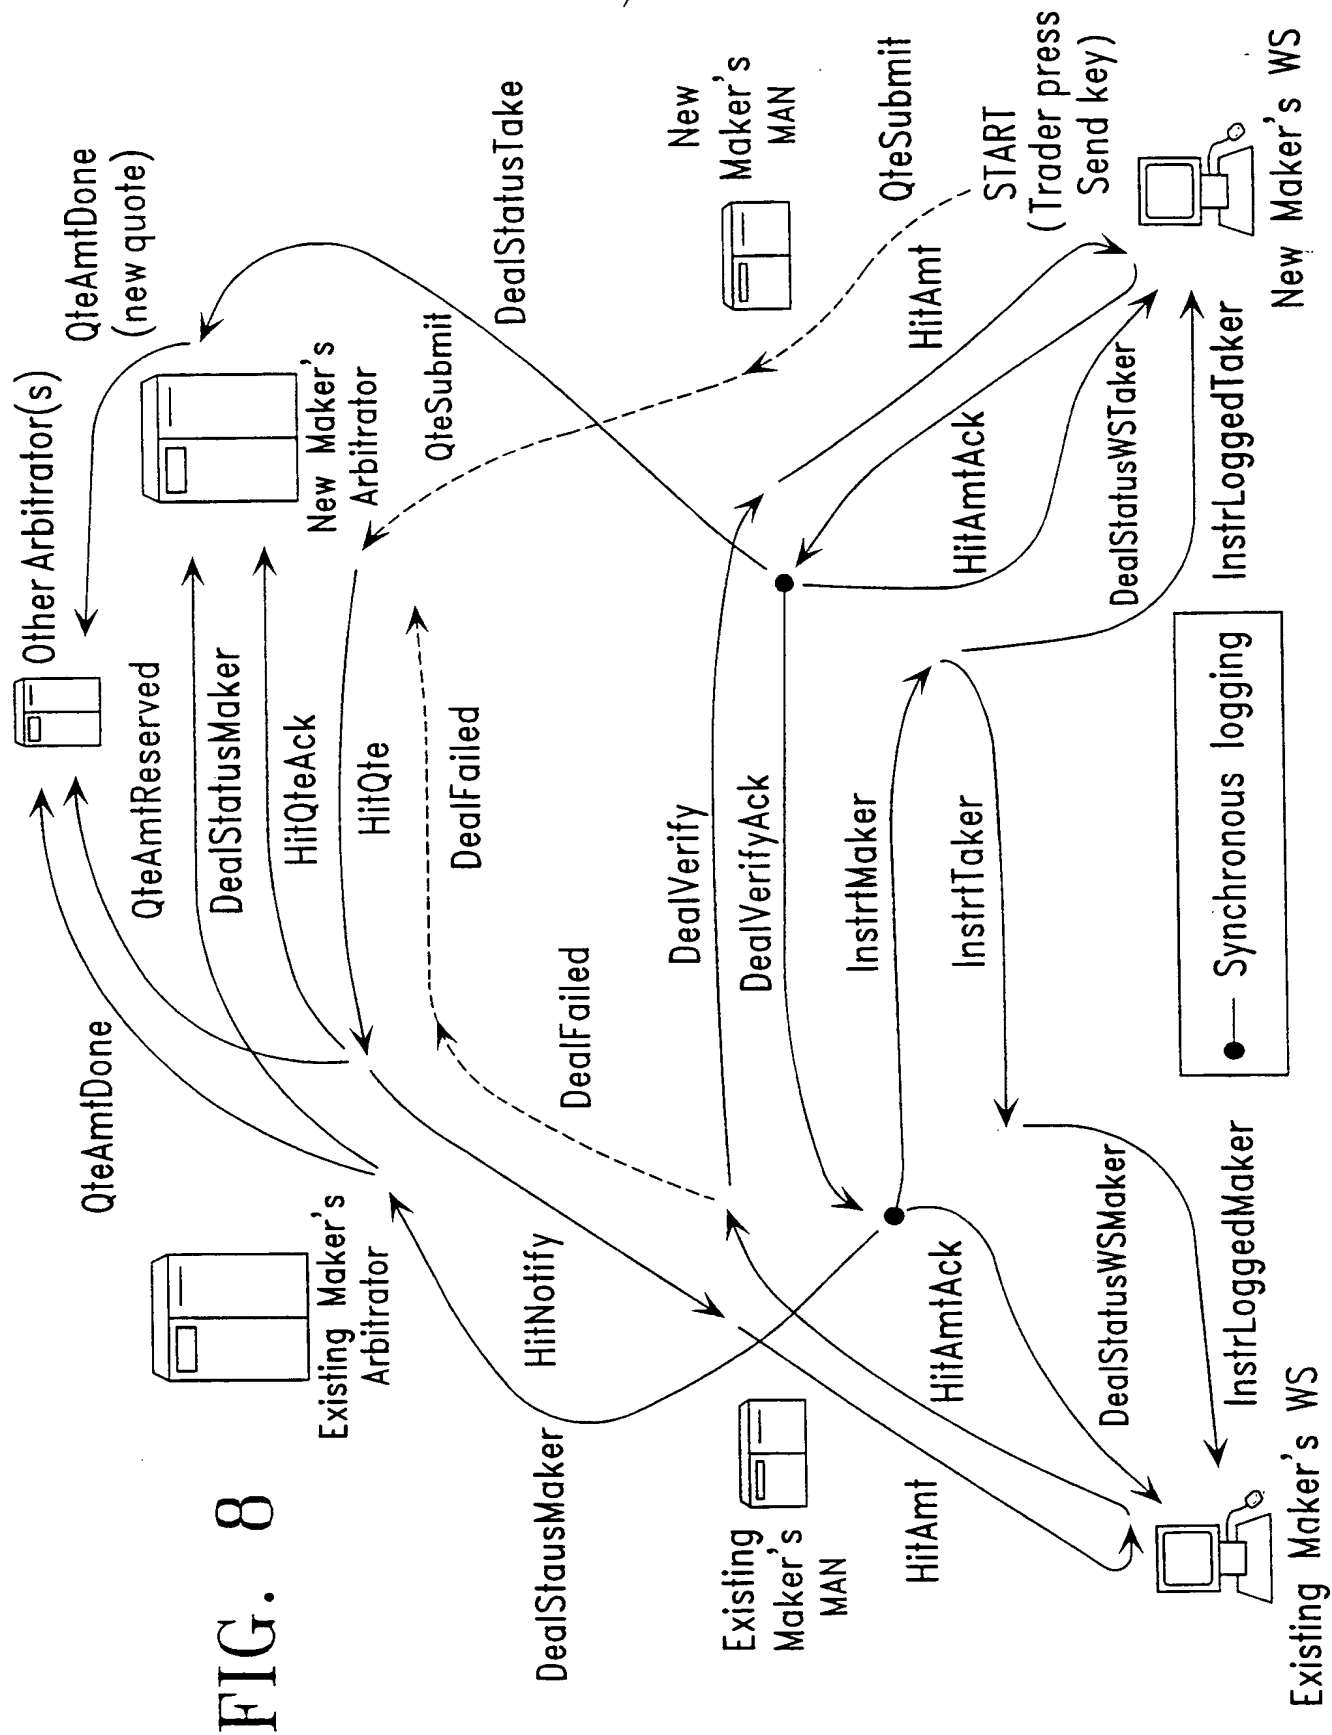 FIG. 8
Other Arbitrator(s)
QteAmtDone
(new quote)
QteAmtDone
QteAmtReserved
DealStatusMaker
HitQteAck
HitQte
DealFailed
Existing Maker's
Arbitrator
New Maker's
Arbitrator
QteSubmit
DealStatusTake
DealStausMaker
HitNotify
DealFailed
DealVerify
DealVerifyAck
Existing
Maker's
MAN
New
Maker's
MAN
QteSubmit
START
(Trader press
Send key)
HitAmt
HitAmtAck
InstrtMaker
InstrtTaker
HitAmtAck
HitAmt
DealStatusWSMaker
DealStatusWSTaker
InstrLoggedMaker
InstrLoggedTaker
Synchronous logging
Existing Maker's WS
New Maker's WS